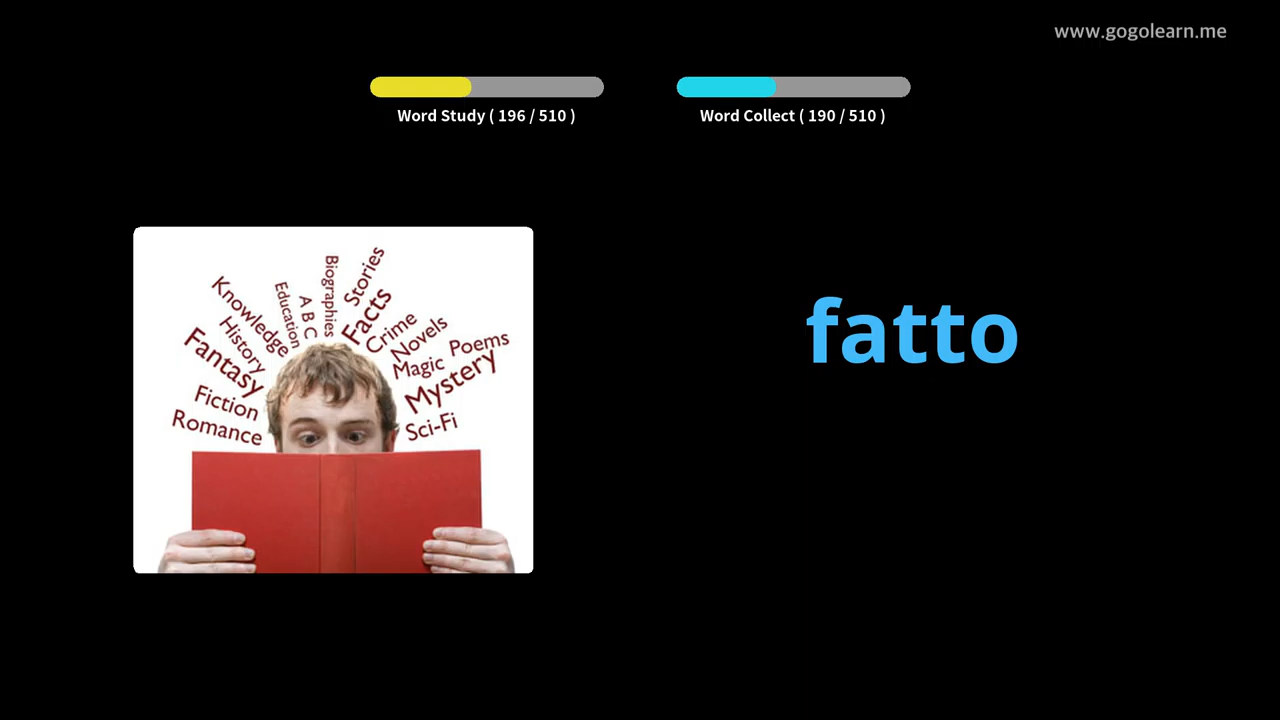 www.gogolearn.me
Word Study ( 196 / 510 )
Word Collect ( 190 / 510 )
Biographies
Stories
Education
A B C
Facts
Knowledge
Crime
History
Novels
Fantasy
Magic
Poems
Mystery
Fiction
Romance
Sci-Fi
fatto